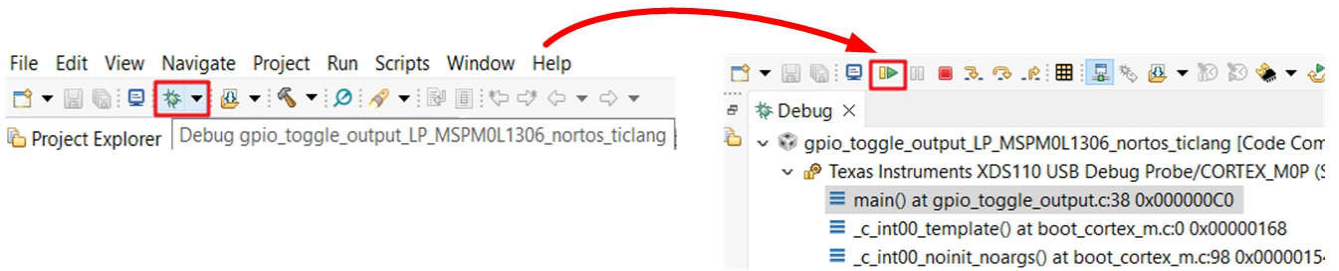 File Edit View Navigate Project Run Scripts Window Help
Project Explorer
Debug gpio_toggle_output_LP_MSPM0L1306_nortos_ticlang
Debug
gpio_toggle_output_LP_MSPM0L1306_nortos_ticlang [Code Com
Texas Instruments XDS110 USB Debug Probe/CORTEX_M0P (S
main() at gpio_toggle_output.c:38 0x000000C0
_c_int00_template() at boot_cortex_m.c:0 0x00000168
_c_int00_noinit_noargs() at boot_cortex_m.c:98 0x0000015